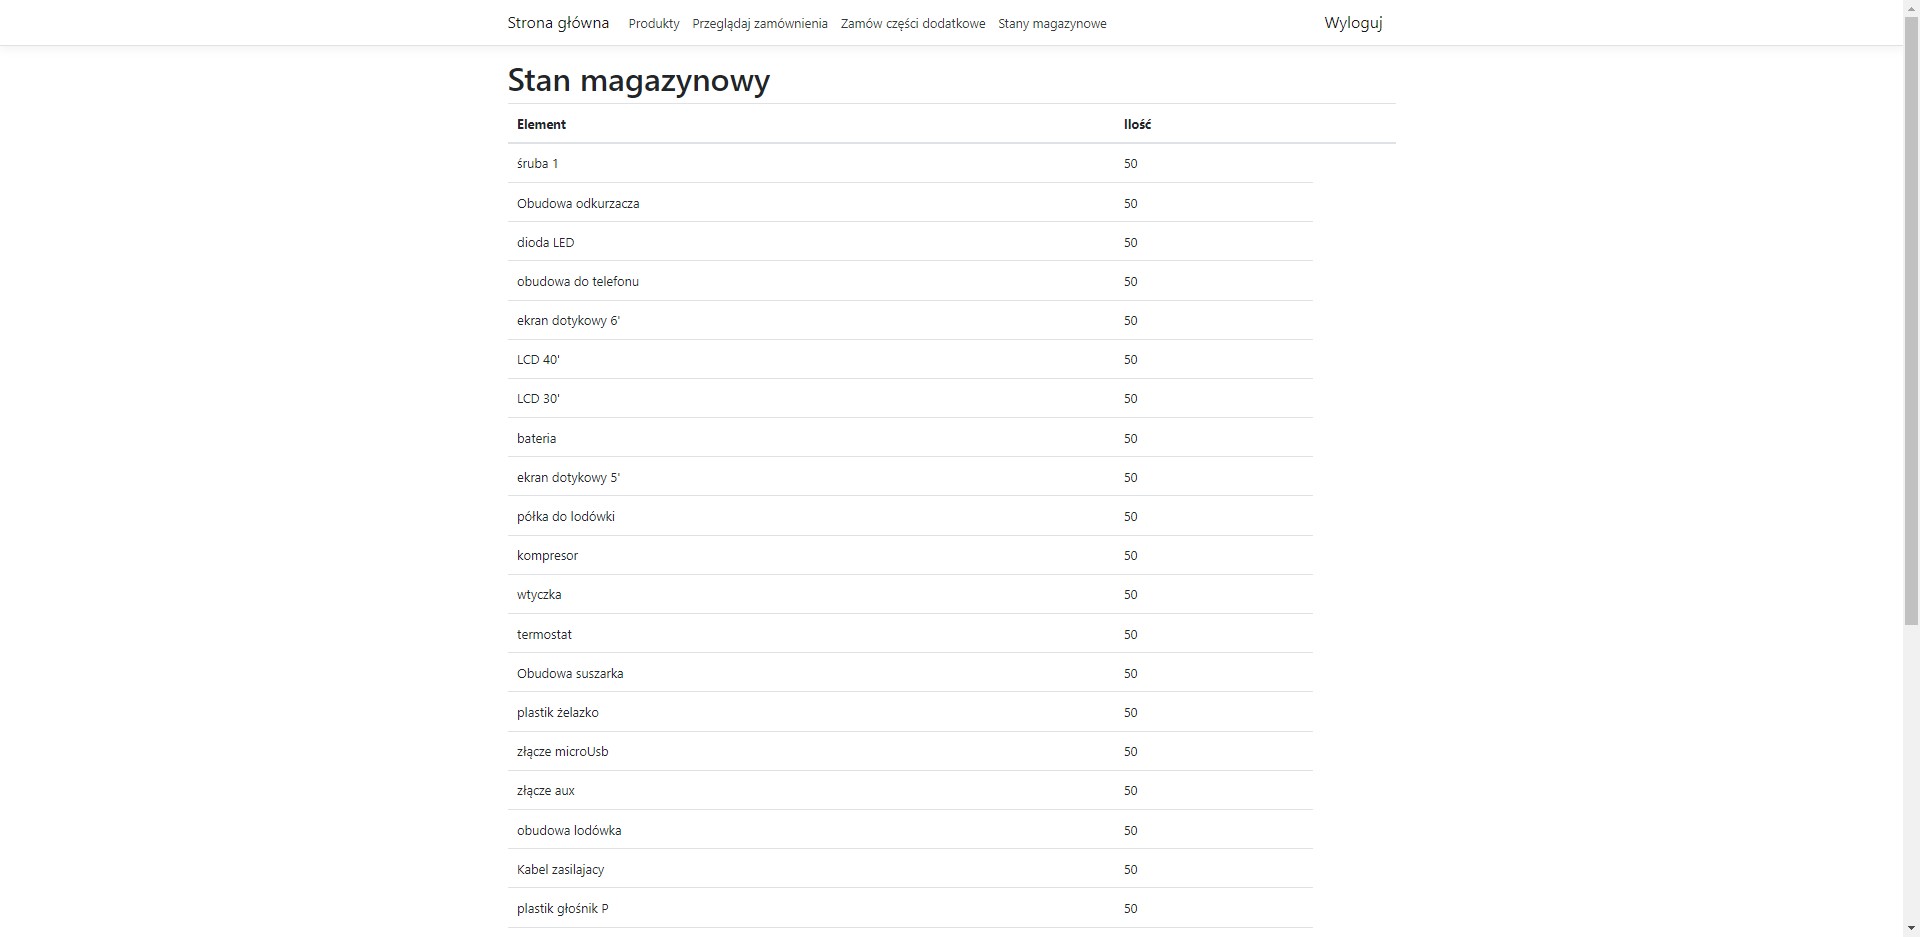 Strona główna Produkty Przeglądaj zamównienia Zamów części dodatkowe Stany magazynowe Wyloguj
Stan magazynowy
Element Ilość
śruba 1 50
Obudowa odkurzacza 50
dioda LED 50
obudowa do telefonu 50
ekran dotykowy 6' 50
LCD 40' 50
LCD 30' 50
bateria 50
ekran dotykowy 5' 50
półka do lodówki 50
kompresor 50
wtyczka 50
termostat 50
Obudowa suszarka 50
plastik żelazko 50
złącze microUsb 50
złącze aux 50
obudowa lodówka 50
Kabel zasilajacy 50
plastik głośnik P 50